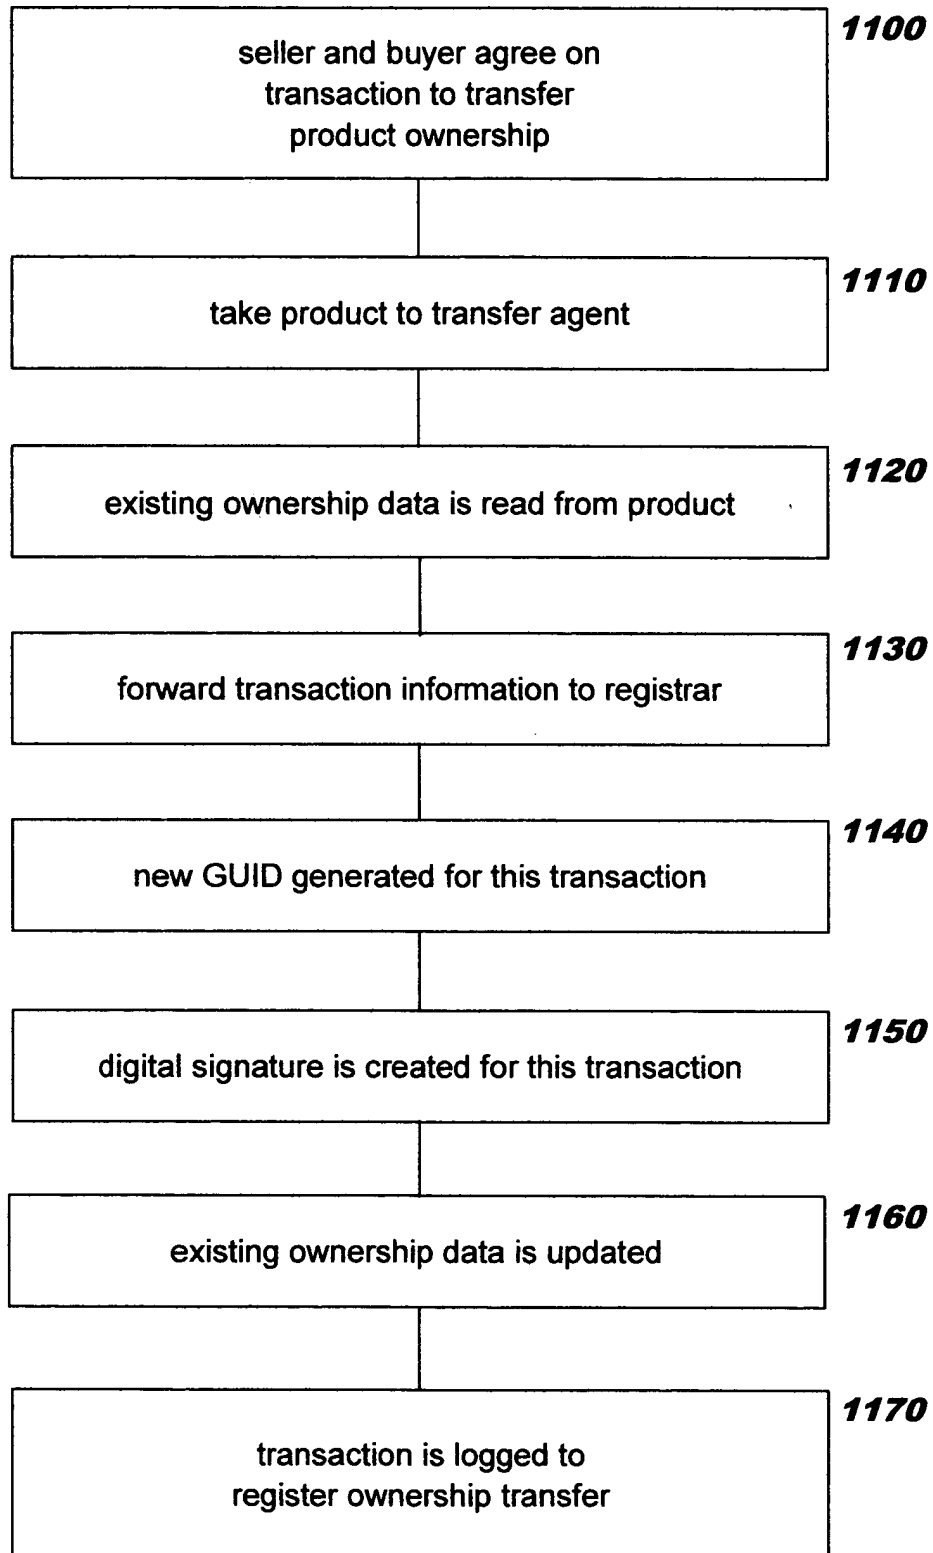 1100
seller and buyer agree on
transaction to transfer
product ownership
1110
take product to transfer agent
1120
existing ownership data is read from product
1130
forward transaction information to registrar
1140
new GUID generated for this transaction
1150
digital signature is created for this transaction
1160
existing ownership data is updated
1170
transaction is logged to
register ownership transfer